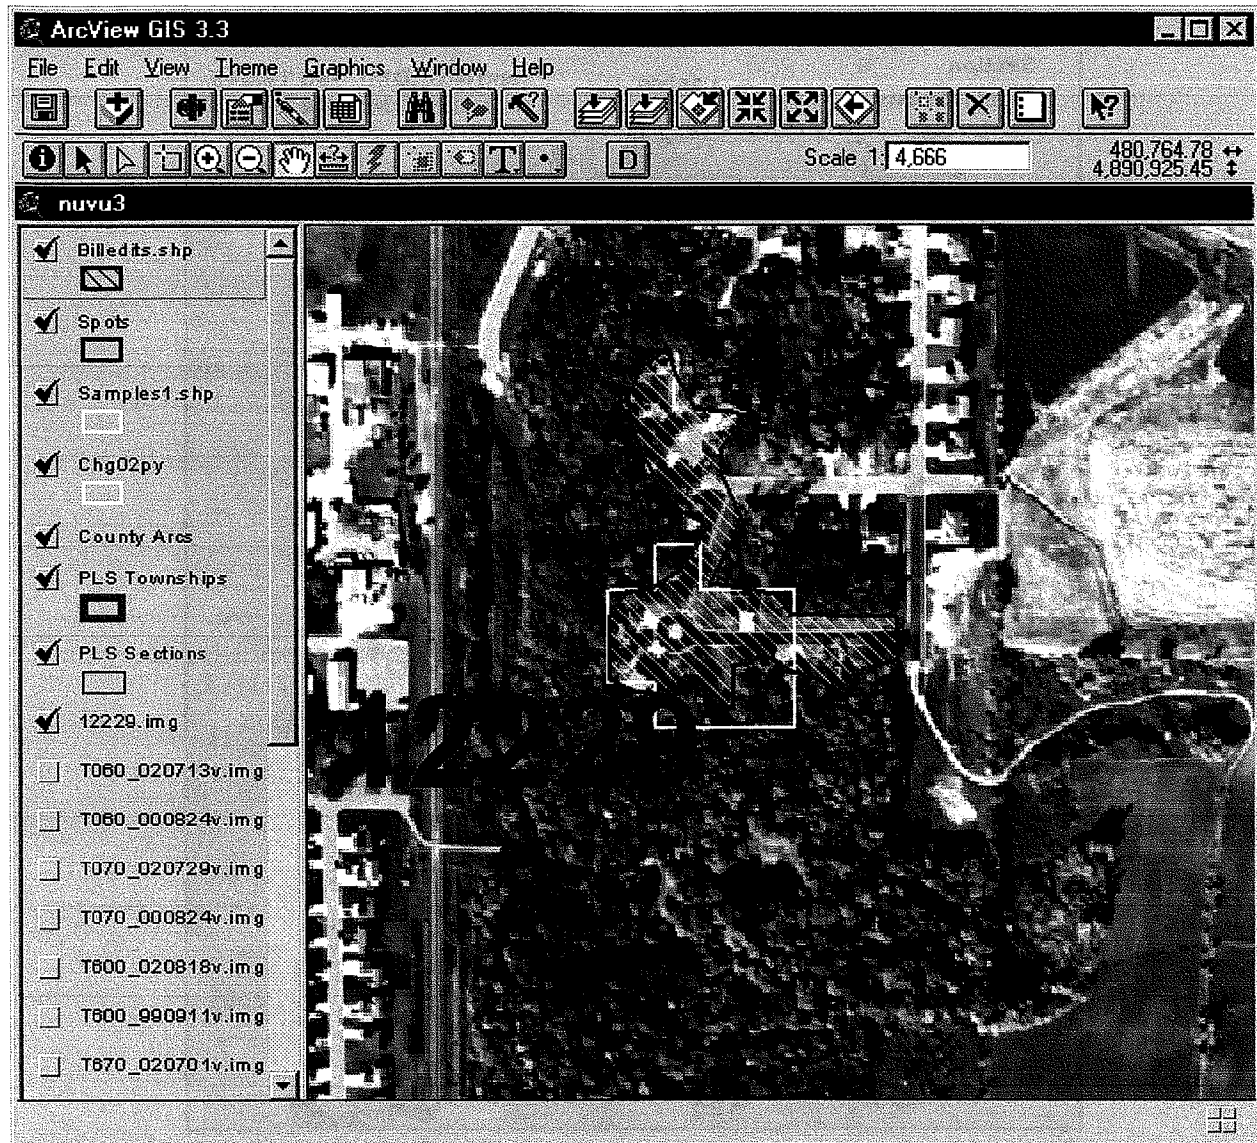 ArcView GIS 3.3
File Edit View Theme Graphics Window Help
D Scale 1: 4,666 480,764.78
4,890,925.45
nuvu3
Billedits.shp
Spots
Samples1.shp
Chg02py
County Arcs
PLS Townships
PLS Sections
12229.img
T060_020713v.img
T060_000824v.img
T070_020729v.img
T070_000824v.img
T600_020818v.img
T600_990911v.img
T670_020701v.img